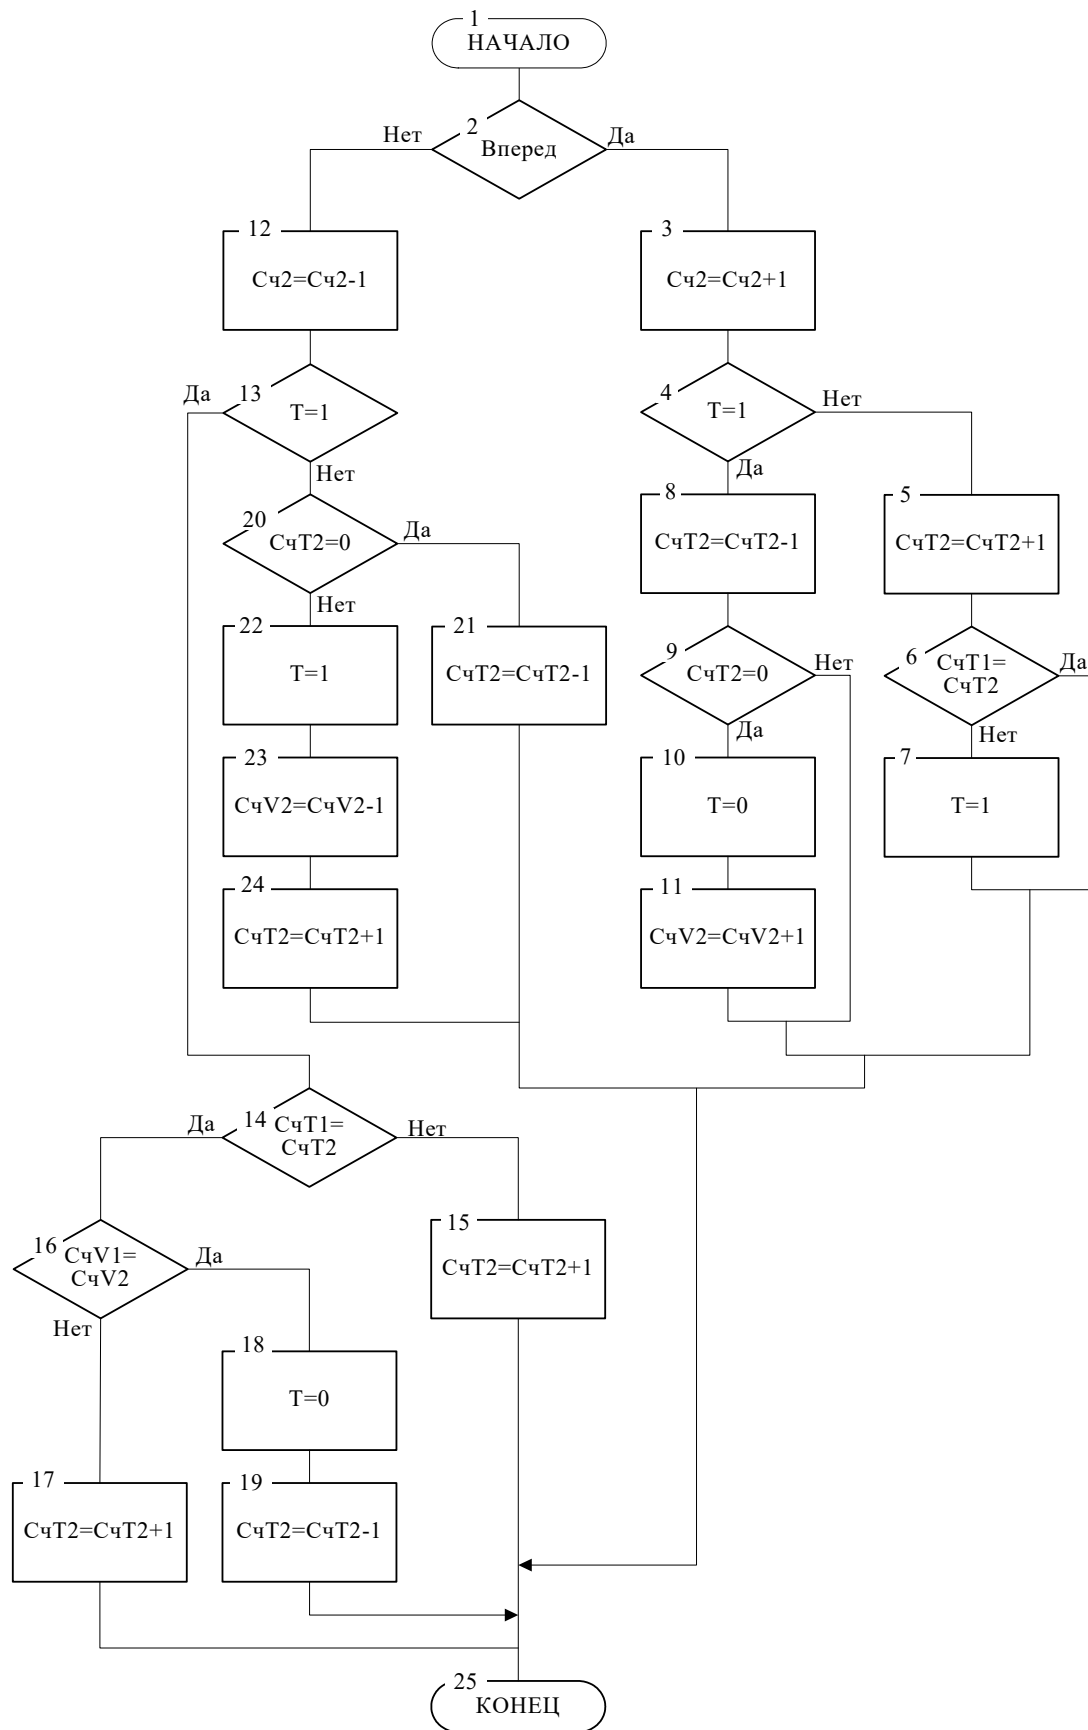 1
НАЧАЛО
Нет
2
Вперед
Да
12
Сч2=Сч2-1
3
Сч2=Сч2+1
Да
13
Т=1
Нет
4
Т=1
Нет
Да
20
СчТ2=0
Да
Нет
8
СчТ2=СчТ2-1
5
СчТ2=СчТ2+1
22
Т=1
21
СчТ2=СчТ2-1
9
СчТ2=0
Нет
Да
6
СчТ1=
СчТ2
Да
Нет
23
СчV2=СчV2-1
10
Т=0
7
Т=1
24
СчТ2=СчТ2+1
11
СчV2=СчV2+1
Да
14
СчТ1=
СчТ2
Нет
16
СчV1=
СчV2
Да
Нет
15
СчТ2=СчТ2+1
18
Т=0
17
СчТ2=СчТ2+1
19
СчТ2=СчТ2-1
25
КОНЕЦ